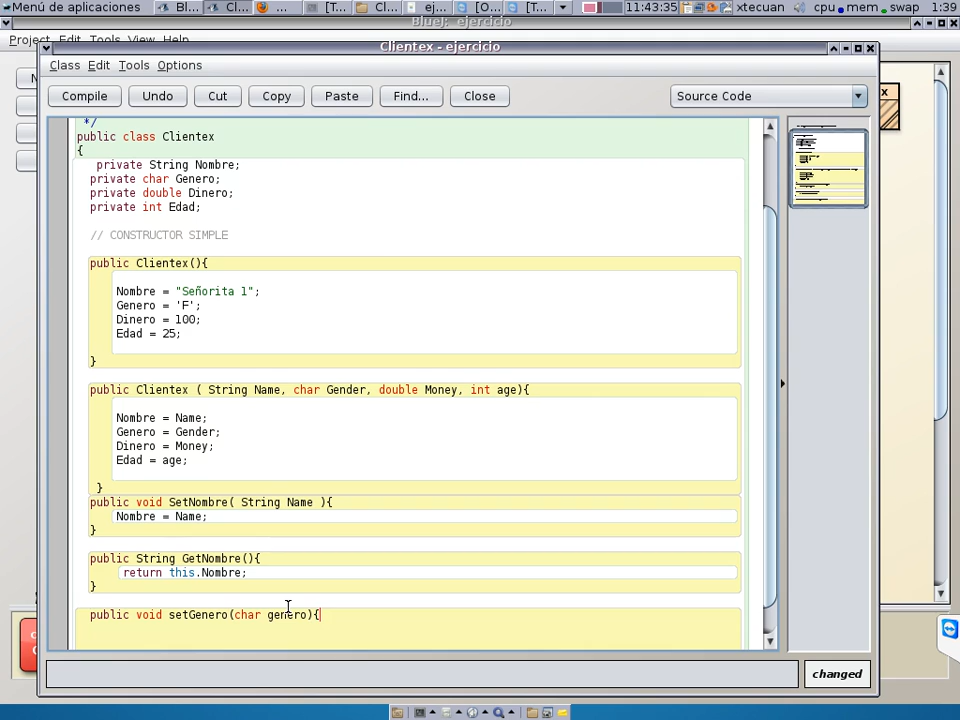 Menú de aplicaciones
Bl...
Cl...
...
[T...
Cl...
ej...
[O...
[T...
11:43:35
xtecuan
cpu
mem
swap
1:39
BlueJ: ejercicio
Project Edit Tools View Help
Clientex - ejercicio
Class Edit Tools Options
Compile Undo Cut Copy Paste Find... Close Source Code
*/
public class Clientex
{
private String Nombre;
private char Genero;
private double Dinero;
private int Edad;
// CONSTRUCTOR SIMPLE
public Clientex(){
Nombre = "Señorita 1";
Genero = 'F';
Dinero = 100;
Edad = 25;
}
public Clientex ( String Name, char Gender, double Money, int age){
Nombre = Name;
Genero = Gender;
Dinero = Money;
Edad = age;
}
public void SetNombre( String Name ){
Nombre = Name;
}
public String GetNombre(){
return this.Nombre;
}
public void setGenero(char genero){
changed